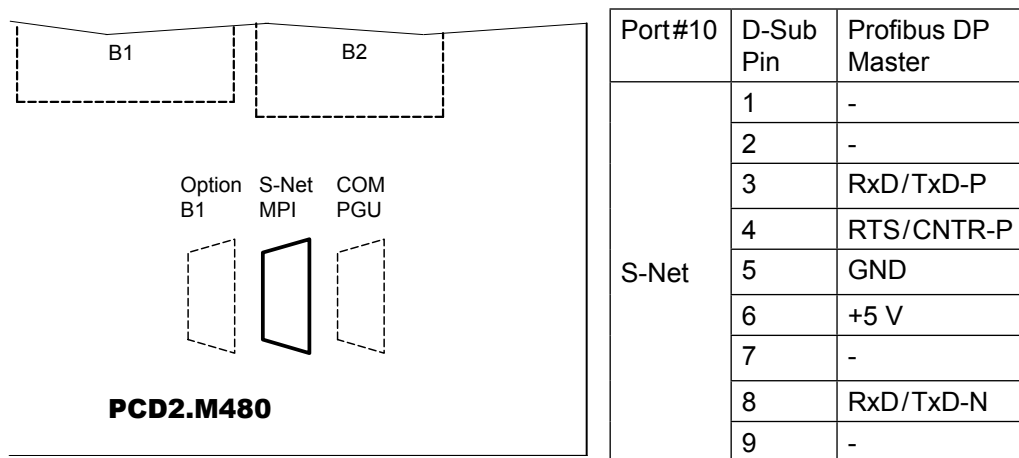 B1 B2
Option S-Net COM
B1 MPI PGU
PCD2.M480
Port#10 D-Sub Profibus DP
Pin Master
1 -
2 -
3 RxD/TxD-P
4 RTS/CNTR-P
S-Net 5 GND
6 +5 V
7 -
8 RxD/TxD-N
9 -